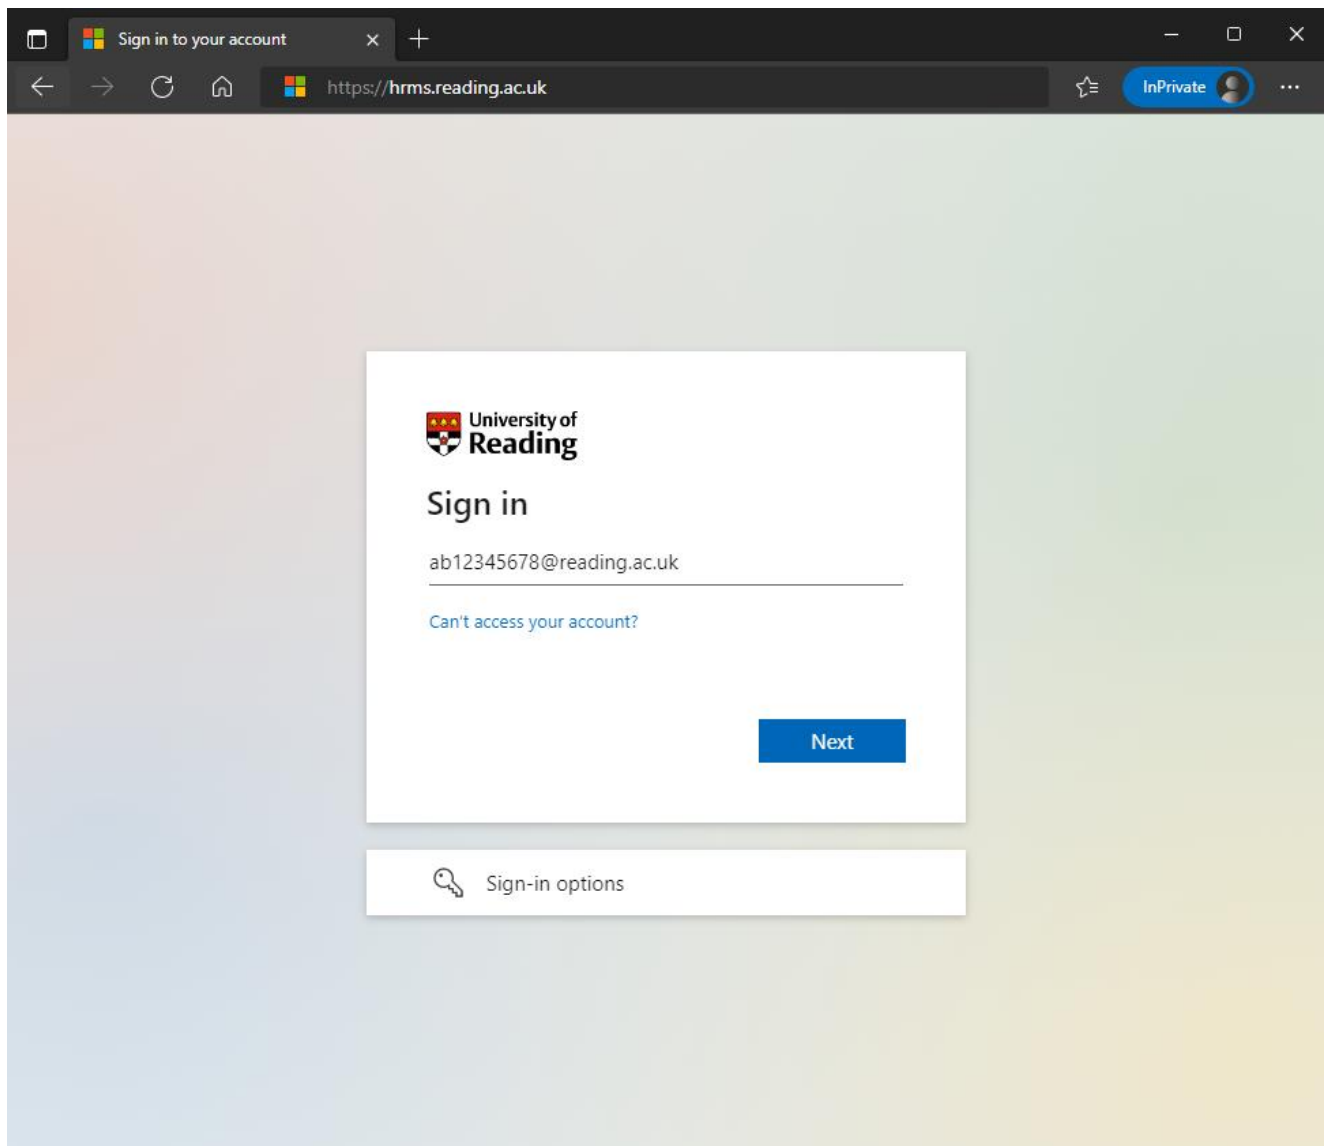 Sign in to your account
https://hrms.reading.ac.uk
InPrivate
University of
Reading
Sign in
ab12345678@reading.ac.uk
Can't access your account?
Next
Sign-in options